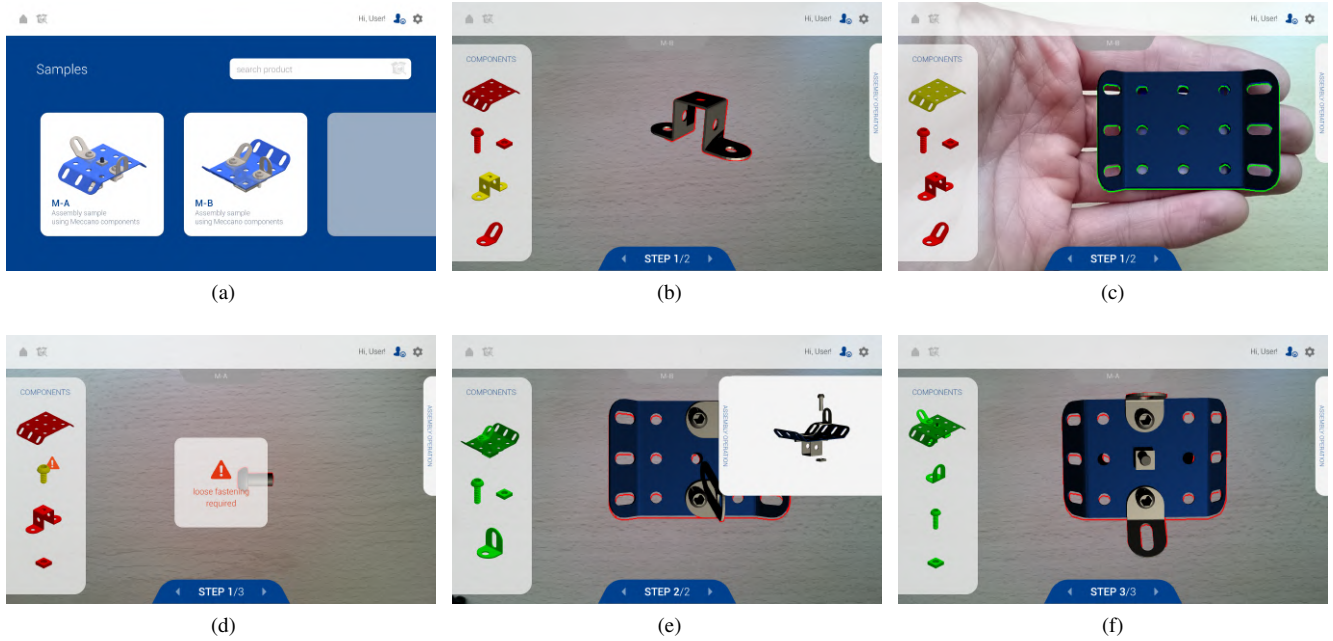 Hi, User!
Samples
search product
M-A
Assembly sample
using Meccano components
M-B
Assembly sample
using Meccano components
(a)
Hi, User!
M-B
COMPONENTS
ASSEMBLY OPERATION
STEP 1/2
(b)
Hi, User!
M-B
COMPONENTS
ASSEMBLY OPERATION
STEP 1/2
(c)
Hi, User!
M-A
COMPONENTS
ASSEMBLY OPERATION
loose fastening
required
STEP 1/3
(d)
Hi, User!
M-B
COMPONENTS
ASSEMBLY OPERATION
STEP 2/2
(e)
Hi, User!
M-A
COMPONENTS
ASSEMBLY OPERATION
STEP 3/3
(f)